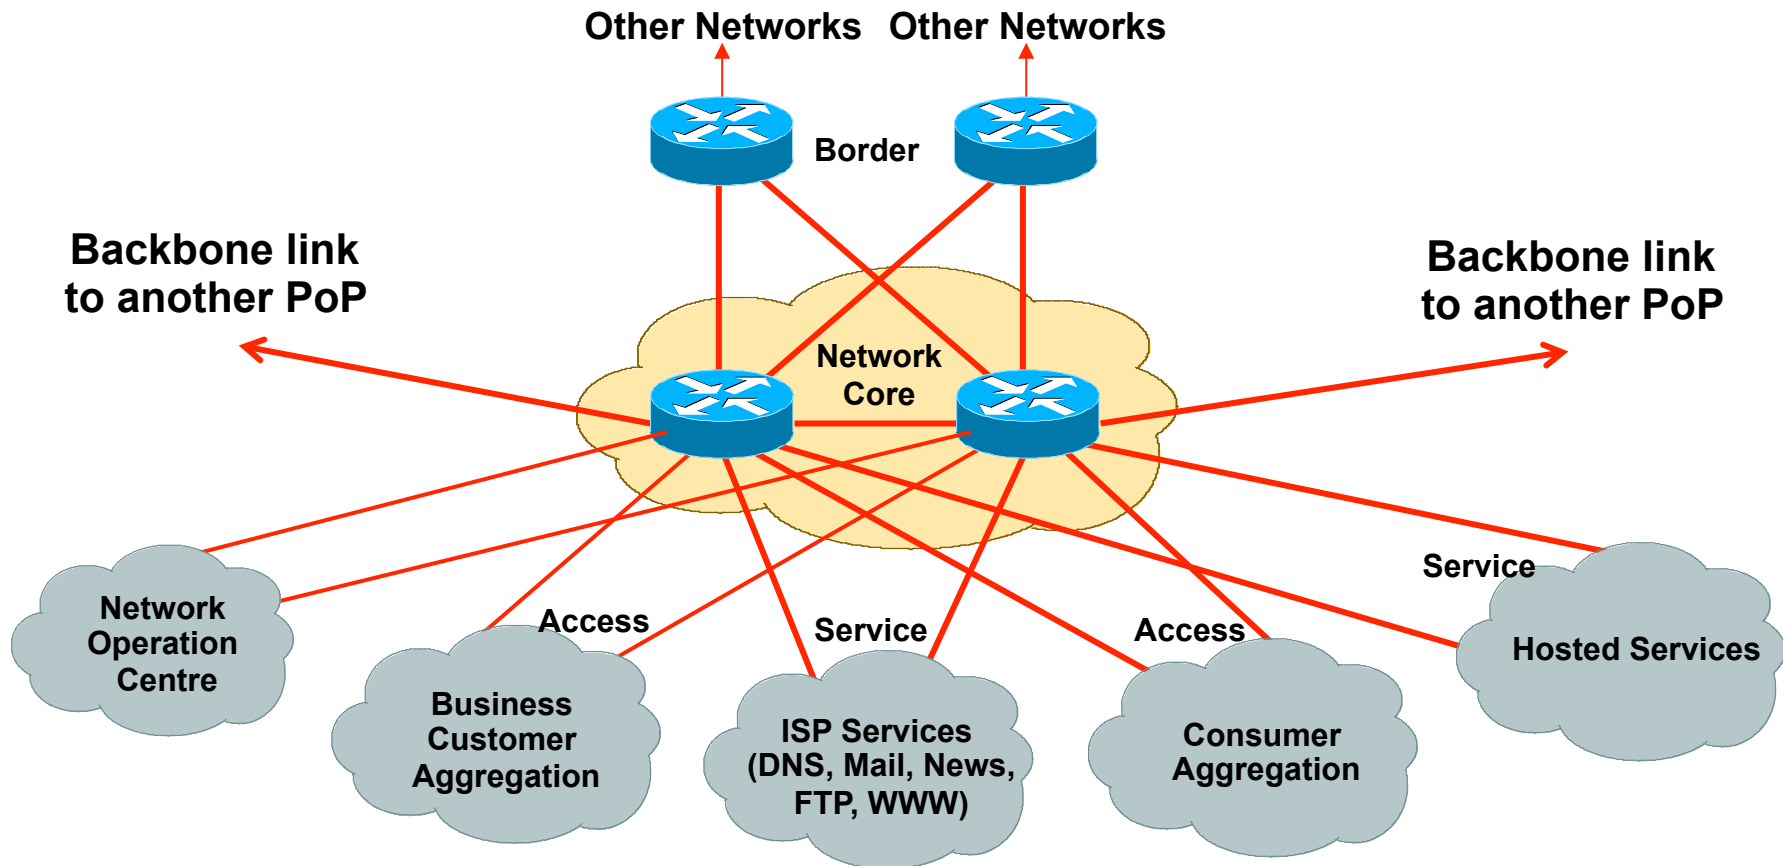 Other Networks
Other Networks
Border
Backbone link
to another PoP
Backbone link
to another PoP
Network
Core
Network
Operation
Centre
Access
Business
Customer
Aggregation
Service
ISP Services
(DNS, Mail, News,
FTP, WWW)
Access
Consumer
Aggregation
Service
Hosted Services